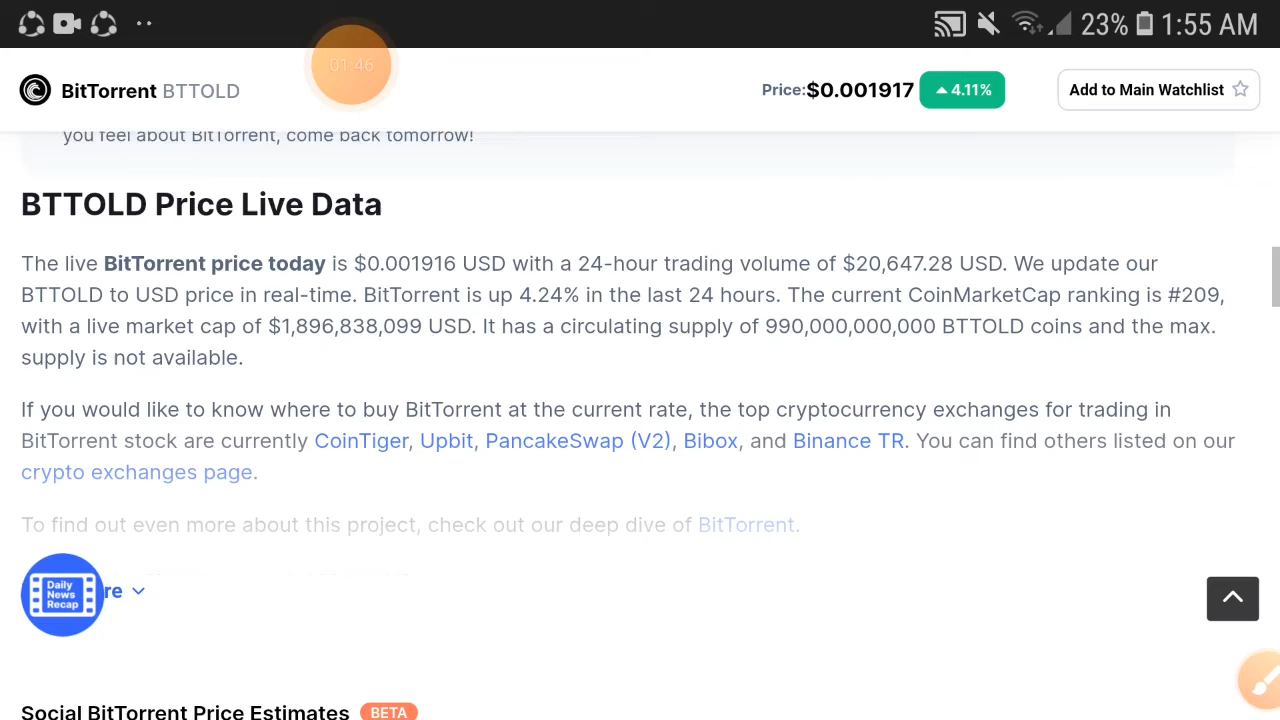 23% 1:55 AM
01:46
BitTorrent BTTOLD
Price:$0.001917 4.11% Add to Main Watchlist
you feel about BitTorrent, come back tomorrow!
BTTOLD Price Live Data
The live BitTorrent price today is $0.001916 USD with a 24-hour trading volume of $20,647.28 USD. We update our
BTTOLD to USD price in real-time. BitTorrent is up 4.24% in the last 24 hours. The current CoinMarketCap ranking is #209,
with a live market cap of $1,896,838,099 USD. It has a circulating supply of 990,000,000,000 BTTOLD coins and the max.
supply is not available.
If you would like to know where to buy BitTorrent at the current rate, the top cryptocurrency exchanges for trading in
BitTorrent stock are currently CoinTiger, Upbit, PancakeSwap (V2), Bibox, and Binance TR. You can find others listed on our
crypto exchanges page.
To find out even more about this project, check out our deep dive of BitTorrent.
Daily
News
Recap
re
Social BitTorrent Price Estimates BETA